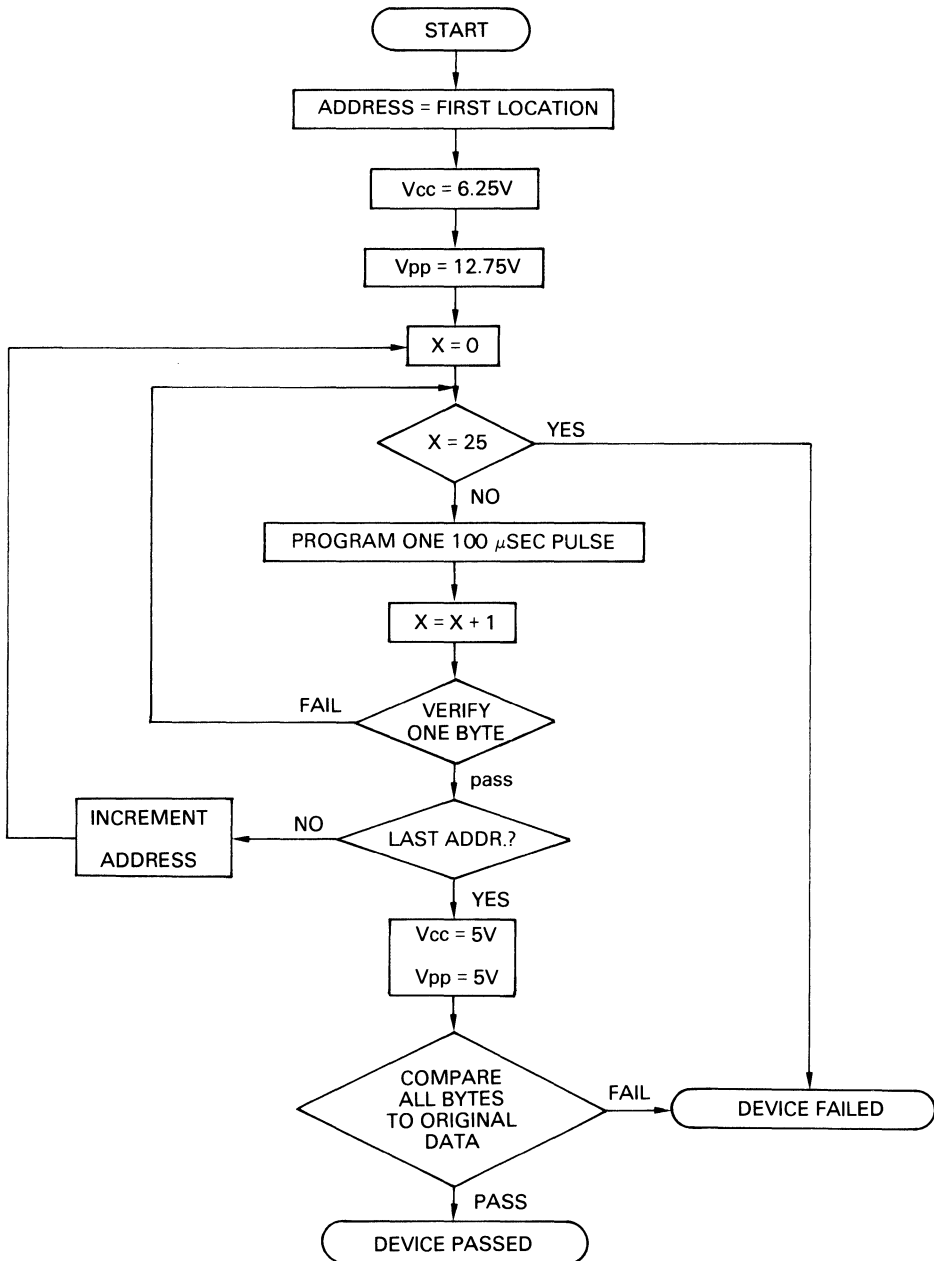 START
ADDRESS = FIRST LOCATION
Vcc = 6.25V
Vpp = 12.75V
X = 0
X = 25
YES
NO
PROGRAM ONE 100 μSEC PULSE
X = X + 1
FAIL
VERIFY
ONE BYTE
pass
INCREMENT
ADDRESS
NO
LAST ADDR.?
YES
Vcc = 5V
Vpp = 5V
COMPARE
ALL BYTES
TO ORIGINAL
DATA
FAIL
DEVICE FAILED
PASS
DEVICE PASSED